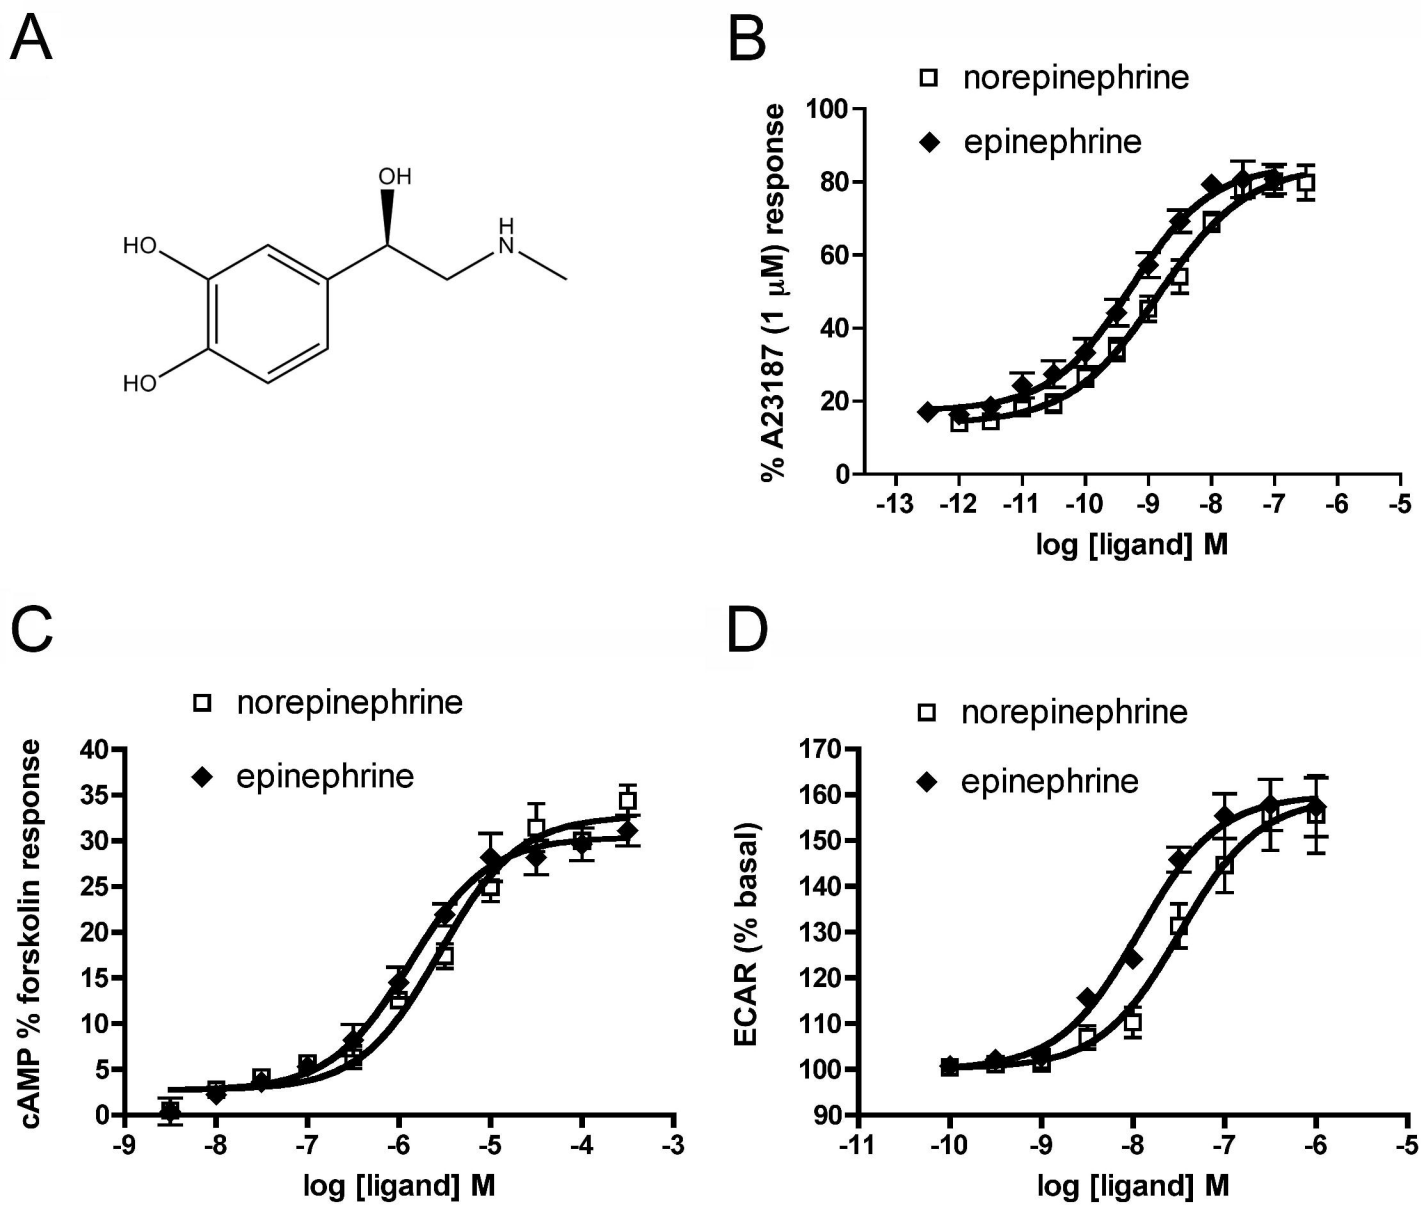 A
OH
H
N
HO
HO
B
norepinephrine
epinephrine
% A23187 (1 μM) response
100
80
60
40
20
0
-13 -12 -11 -10 -9 -8 -7 -6 -5
log [ligand] M
C
norepinephrine
epinephrine
cAMP % forskolin response
40
35
30
25
20
15
10
5
0
-9 -8 -7 -6 -5 -4 -3
log [ligand] M
D
norepinephrine
epinephrine
ECAR (% basal)
170
160
150
140
130
120
110
100
90
-11 -10 -9 -8 -7 -6 -5
log [ligand] M